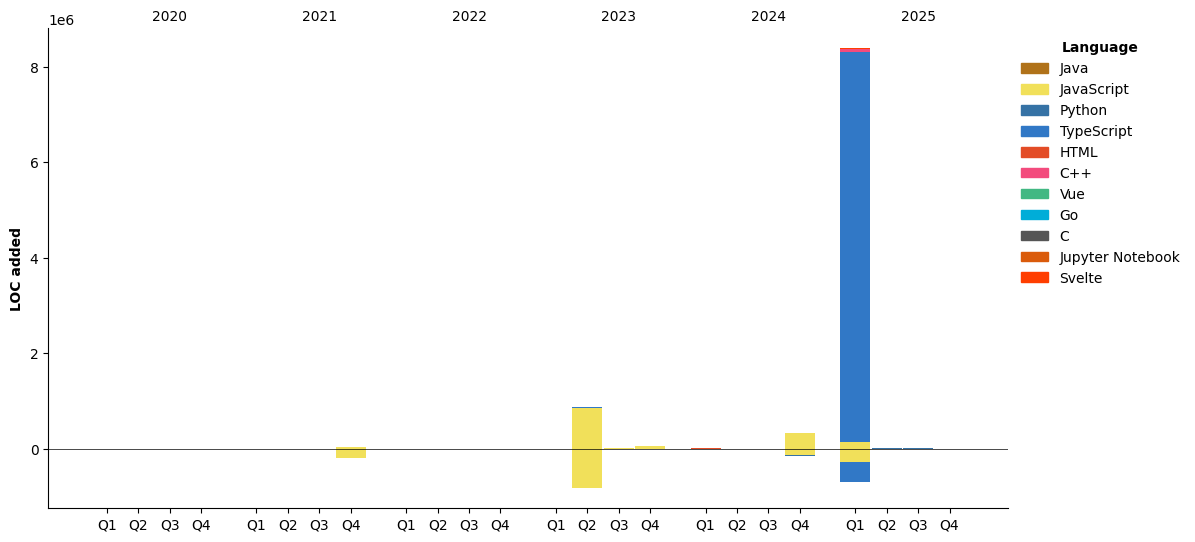 1e6
2020 2021 2022 2023 2024 2025
8
6
4
2
0
LOC added
Q1 Q2 Q3 Q4 Q1 Q2 Q3 Q4 Q1 Q2 Q3 Q4 Q1 Q2 Q3 Q4 Q1 Q2 Q3 Q4 Q1 Q2 Q3 Q4
Language
Java
JavaScript
Python
TypeScript
HTML
C++
Vue
Go
C
Jupyter Notebook
Svelte